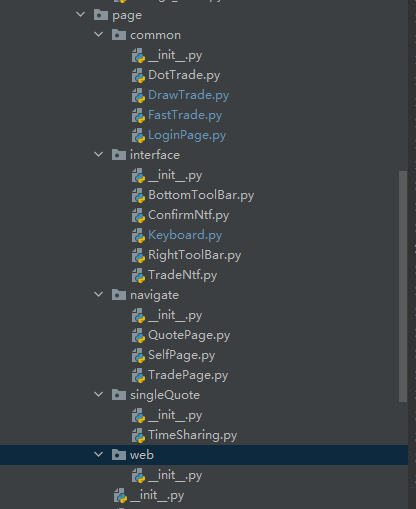 page
common
__init__.py
DotTrade.py
DrawTrade.py
FastTrade.py
LoginPage.py
interface
__init__.py
BottomToolBar.py
ConfirmNtf.py
Keyboard.py
RightToolBar.py
TradeNtf.py
navigate
__init__.py
QuotePage.py
SelfPage.py
TradePage.py
singleQuote
__init__.py
TimeSharing.py
web
__init__.py
__init__.py